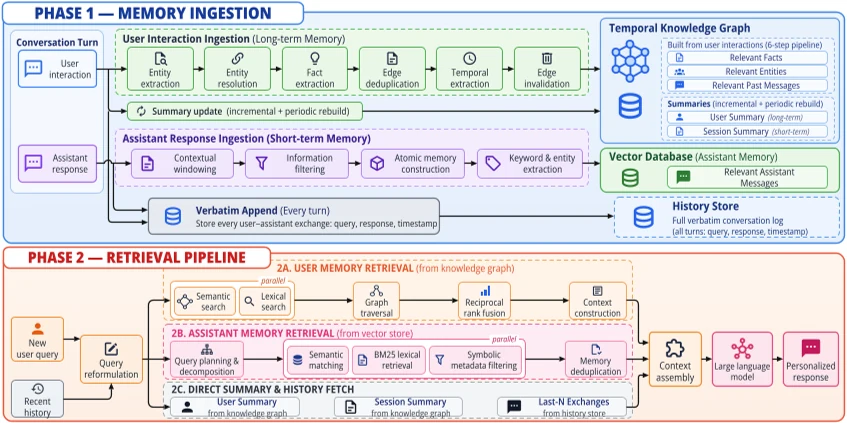 PHASE 1 — MEMORY INGESTION
Conversation Turn
User
interaction
Assistant
response
User Interaction Ingestion (Long-term Memory)
Entity
extraction
Entity
resolution
Fact
extraction
Edge
deduplication
Temporal
extraction
Edge
invalidation
Summary update (incremental + periodic rebuild)
Assistant Response Ingestion (Short-term Memory)
Contextual
windowing
Information
filtering
Atomic memory
construction
Keyword & entity
extraction
Verbatim Append (Every turn)
Store every user–assistant exchange: query, response, timestamp
Temporal Knowledge Graph
Built from user interactions (6-step pipeline)
Relevant Facts
Relevant Entities
Relevant Past Messages
Summaries (incremental + periodic rebuild)
User Summary (long-term)
Session Summary (short-term)
Vector Database (Assistant Memory)
Relevant Assistant
Messages
History Store
Full verbatim conversation log
(all turns: query, response, timestamp)
PHASE 2 — RETRIEVAL PIPELINE
New
user query
Recent
history
Query
reformulation
2A. USER MEMORY RETRIEVAL (from knowledge graph)
parallel
Semantic
search
Lexical
search
Graph
traversal
Reciprocal
rank fusion
Context
construction
2B. ASSISTANT MEMORY RETRIEVAL (from vector store)
parallel
Query planning &
decomposition
Semantic
matching
BM25 lexical
retrieval
Symbolic
metadata filtering
Memory
deduplication
2C. DIRECT SUMMARY & HISTORY FETCH
User Summary
from knowledge graph
Session Summary
from knowledge graph
Last-N Exchanges
from history store
Context
assembly
Large language
model
Personalized
response